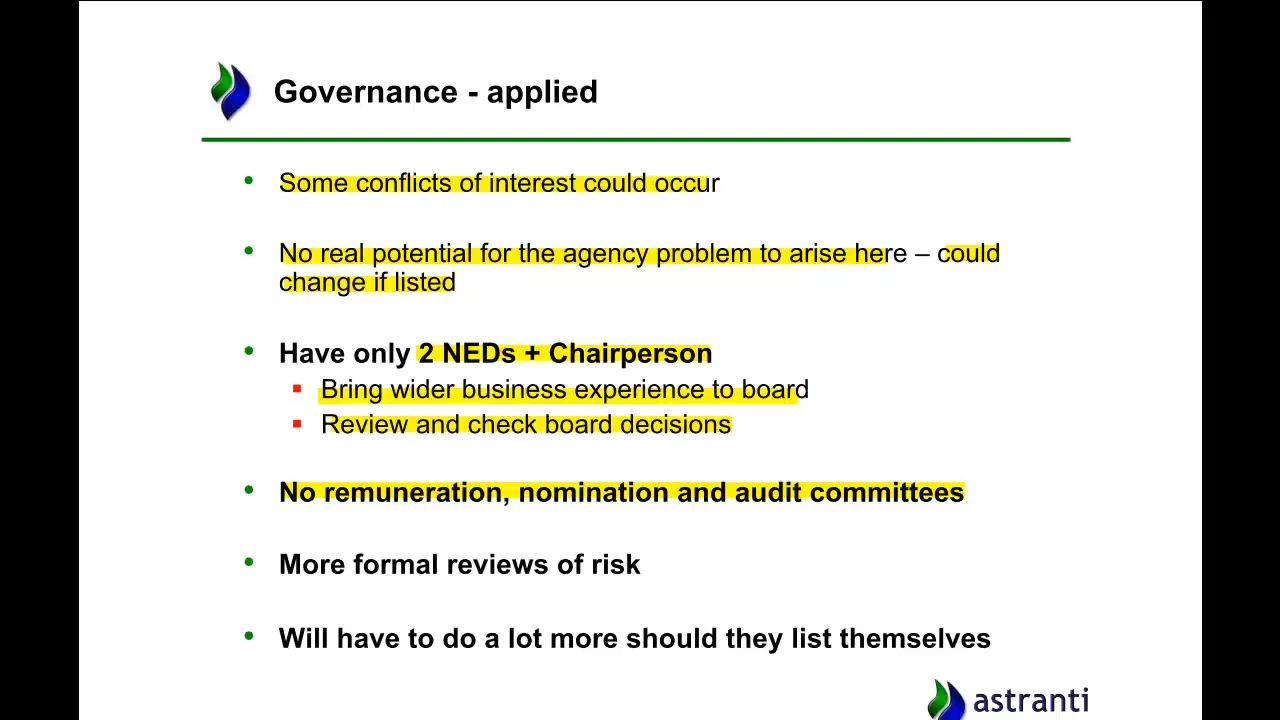 Governance - applied
• Some conflicts of interest could occur
• No real potential for the agency problem to arise here – could
change if listed
• Have only 2 NEDs + Chairperson
▪ Bring wider business experience to board
▪ Review and check board decisions
• No remuneration, nomination and audit committees
• More formal reviews of risk
• Will have to do a lot more should they list themselves
astranti